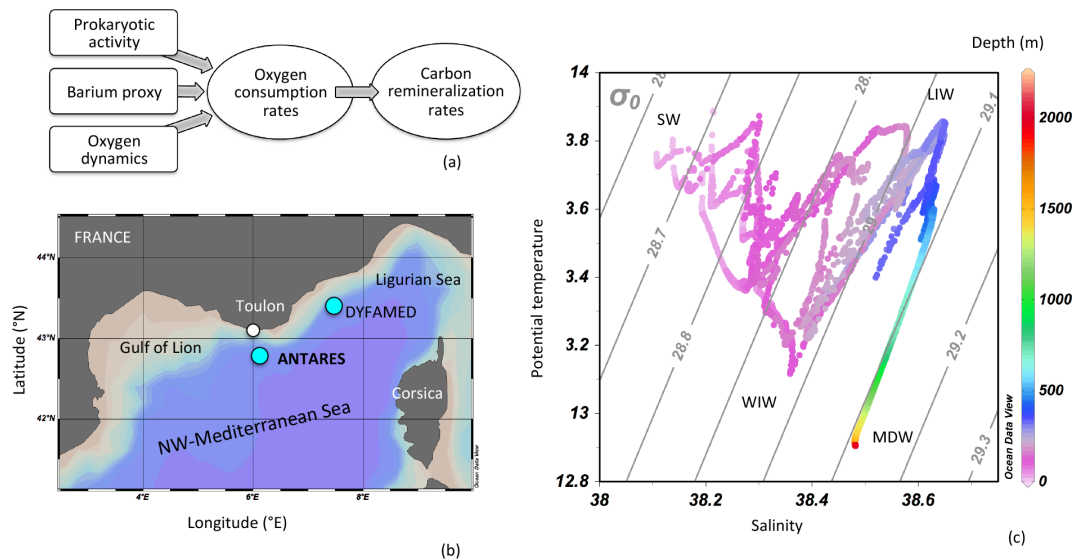 Prokaryotic
activity
Barium proxy
Oxygen
dynamics
Oxygen
consumption
rates
Carbon
remineralization
rates
(a)
FRANCE
44°N
43°N
42°N
Latitude (°N)
Ligurian Sea
Toulon
DYFAMED
Gulf of Lion
ANTARES
Corsica
NW-Mediterranean Sea
4°E
6°E
8°E
Ocean Data View
Longitude (°E)
(b)
Depth (m)
14
3.8
3.6
3.4
3.2
13
12.8
Potential temperature
σ0
SW
LIW
WIW
MDW
28.7
28.8
29.1
29.2
29.3
38
38.2
38.4
38.6
Salinity
2000
1500
1000
500
0
Ocean Data View
(c)